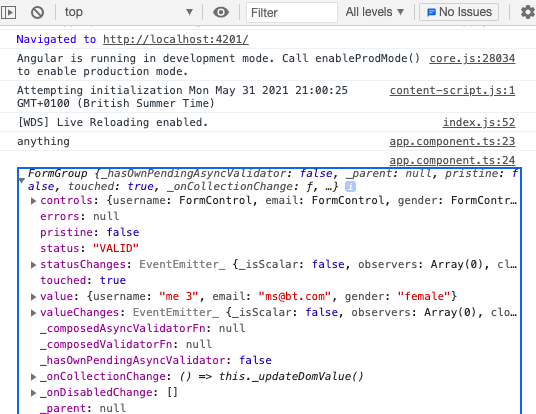 top
Filter
All levels
No Issues
Navigated to http://localhost:4201/
Angular is running in development mode. Call enableProdMode() core.js:28034
to enable production mode.
Attempting initialization Mon May 31 2021 21:00:25 content-script.js:1
GMT+0100 (British Summer Time)
[WDS] Live Reloading enabled. index.js:52
anything app.component.ts:23
app.component.ts:24
FormGroup {_hasOwnPendingAsyncValidator: false, _parent: null, pristine: f
alse, touched: true, _onCollectionChange: ƒ, …} i
controls: {username: FormControl, email: FormControl, gender: FormContr…
errors: null
pristine: false
status: "VALID"
statusChanges: EventEmitter_ {_isScalar: false, observers: Array(0), cl…
touched: true
value: {username: "me 3", email: "ms@bt.com", gender: "female"}
valueChanges: EventEmitter_ {_isScalar: false, observers: Array(0), clo…
_composedAsyncValidatorFn: null
_composedValidatorFn: null
_hasOwnPendingAsyncValidator: false
_onCollectionChange: () => this._updateDomValue()
_onDisabledChange: []
_parent: null